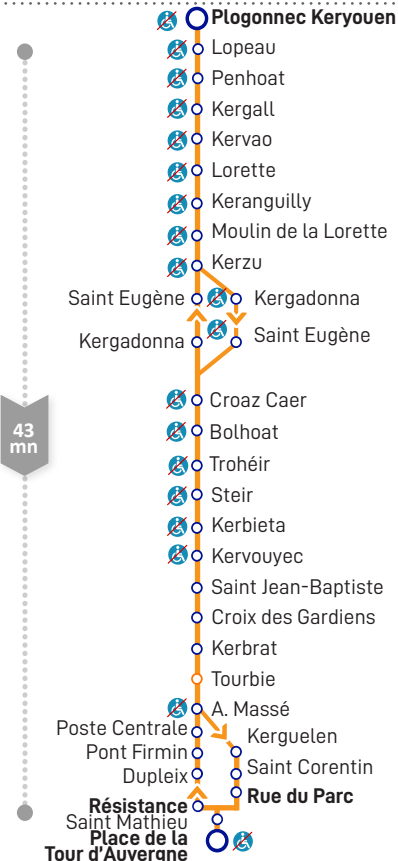 Plogonnec Keryouen
Lopeau
Penhoat
Kergall
Kervao
Lorette
Keranguilly
Moulin de la Lorette
Kerzu
Saint Eugène
Kergadonna
Kergadonna
Saint Eugène
Croaz Caer
43
mn
Bolhoat
Trohéir
Steir
Kerbieta
Kervouyec
Saint Jean-Baptiste
Croix des Gardiens
Kerbrat
Tourbie
A. Massé
Poste Centrale
Kerguelen
Pont Firmin
Saint Corentin
Dupleix
Rue du Parc
Résistance
Saint Mathieu
Place de la
Tour d'Auvergne